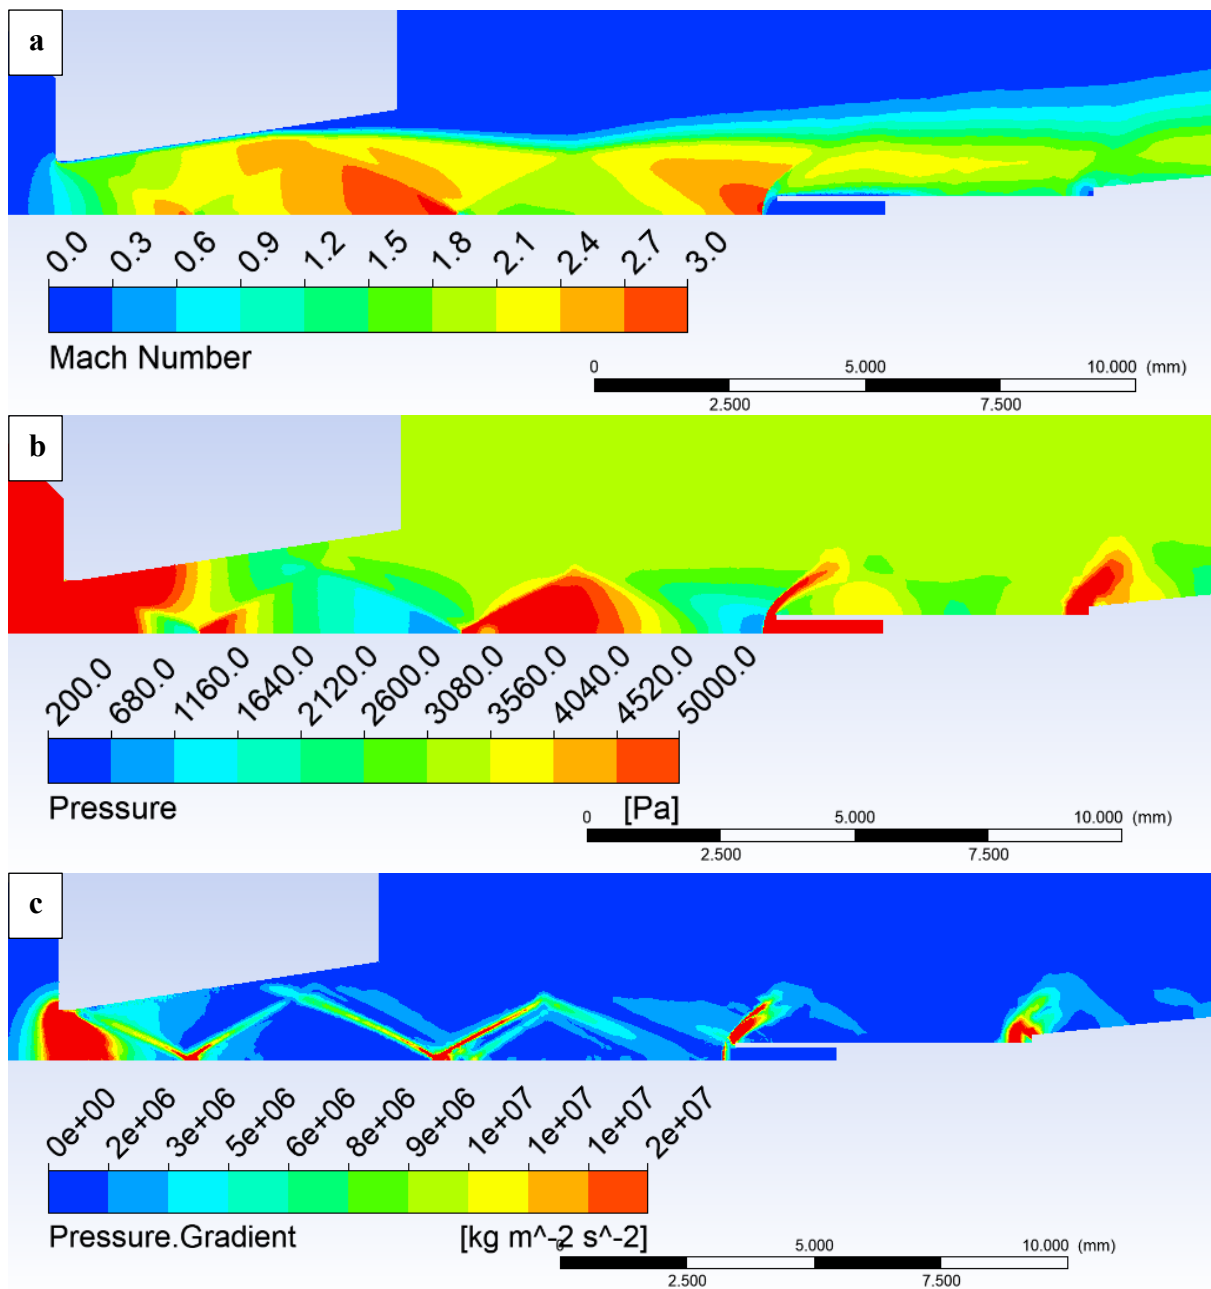 a
0.0 0.3 0.6 0.9 1.2 1.5 1.8 2.1 2.4 2.7 3.0
Mach Number
0 5.000 10.000 (mm)
2.500 7.500
b
200.0 680.0 1160.0 1640.0 2120.0 2600.0 3080.0 3560.0 4040.0 4520.0 5000.0
Pressure [Pa]
0 5.000 10.000 (mm)
2.500 7.500
c
0e+00 2e+06 3e+06 5e+06 6e+06 8e+06 9e+06 1e+07 1e+07 1e+07 2e+07
Pressure.Gradient [kg m^-2 s^-2]
0 5.000 10.000 (mm)
2.500 7.500